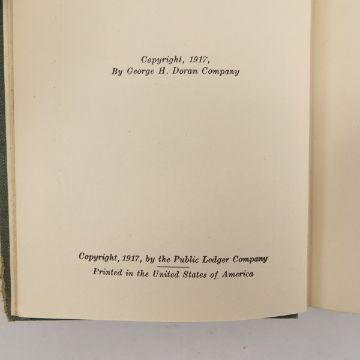 Copyright, 1917,
By George H. Doran Company
Copyright, 1917, by the Public Ledger Company
Printed in the United States of America